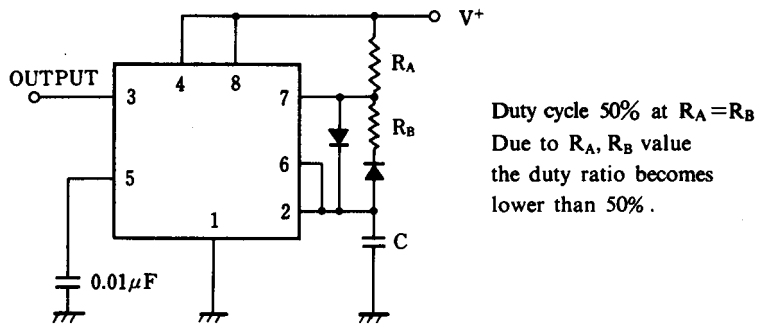 V+
RA
OUTPUT
4 8
3 7
RB
6
5
2
1
C
0.01μF
Duty cycle 50% at RA=RB
Due to RA, RB value
the duty ratio becomes
lower than 50%.